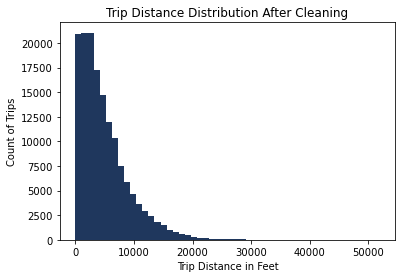 Trip Distance Distribution After Cleaning
20000
17500
15000
12500
10000
7500
5000
2500
0
Count of Trips
0 10000 20000 30000 40000 50000
Trip Distance in Feet